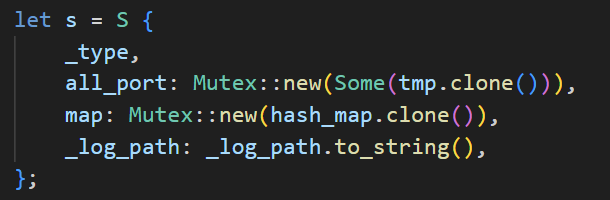 let s = S {
    _type,
    all_port: Mutex::new(Some(tmp.clone())),
    map: Mutex::new(hash_map.clone()),
    _log_path: _log_path.to_string(),
};